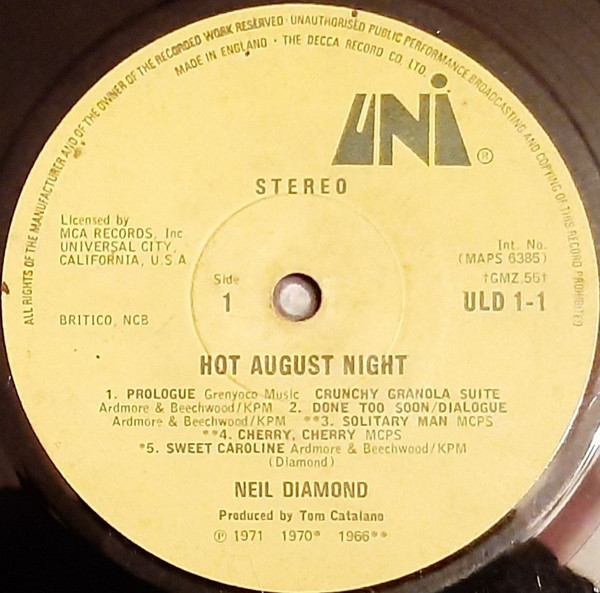 ALL RIGHTS OF THE MANUFACTURER AND OF THE OWNER OF THE RECORDED WORK RESERVED · UNAUTHORISED PUBLIC PERFORMANCE BROADCASTING AND COPYING OF THIS RECORD PROHIBITED
MADE IN ENGLAND · THE DECCA RECORD CO. LTD.
UNi ®
STEREO
Licensed by
MCA RECORDS, Inc
UNIVERSAL CITY,
CALIFORNIA, U.S.A
Int. No.
(MAPS 6385)
†GMZ.55†
Side
1
ULD 1-1
BRITICO, NCB
HOT AUGUST NIGHT
1. PROLOGUE Grenyoco Music CRUNCHY GRANOLA SUITE
Ardmore & Beechwood/KPM 2. DONE TOO SOON/DIALOGUE
Ardmore & Beechwood/KPM **3. SOLITARY MAN MCPS
**4. CHERRY, CHERRY MCPS
*5. SWEET CAROLINE Ardmore & Beechwood/KPM
(Diamond)
NEIL DIAMOND
Produced by Tom Catalano
℗ 1971 1970* 1966**